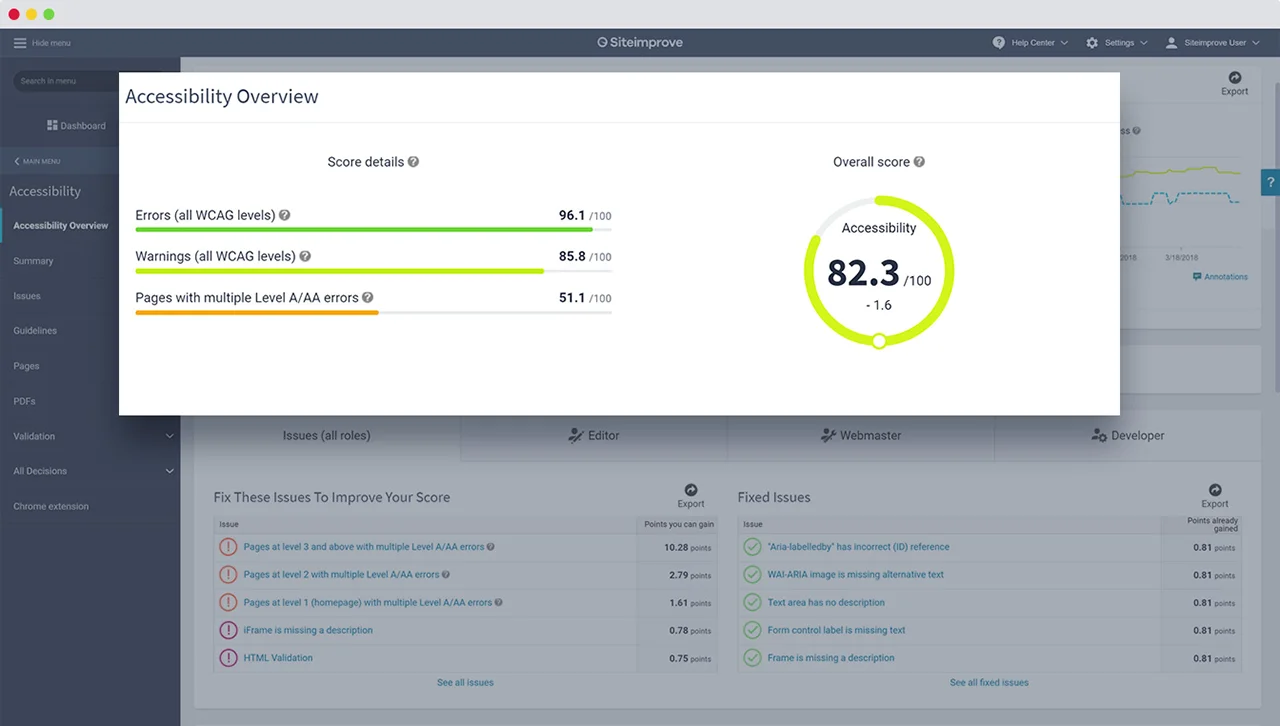 Hide menu
Siteimprove
Help Center
Settings
Siteimprove User
Search in menu
Dashboard
MAIN MENU
Accessibility
Accessibility Overview
Summary
Issues
Guidelines
Pages
PDFs
Validation
All Decisions
Chrome extension
Accessibility Overview
Score details ?
Errors (all WCAG levels) ? 96.1 /100
Warnings (all WCAG levels) ? 85.8 /100
Pages with multiple Level A/AA errors ? 51.1 /100
Overall score ?
Accessibility
82.3 /100
- 1.6
Export
?
3/18/2018
Annotations
Issues (all roles)
Editor
Webmaster
Developer
Fix These Issues To Improve Your Score
Export
Issue Points you can gain
Pages at level 3 and above with multiple Level A/AA errors ? 10.28 points
Pages at level 2 with multiple Level A/AA errors ? 2.79 points
Pages at level 1 (homepage) with multiple Level A/AA errors ? 1.61 points
iFrame is missing a description 0.78 points
HTML Validation 0.75 points
See all issues
Fixed Issues
Export
Issue Points already gained
"Aria-labelledby" has incorrect (ID) reference 0.81 points
WAI-ARIA image is missing alternative text 0.81 points
Text area has no description 0.81 points
Form control label is missing text 0.81 points
Frame is missing a description 0.81 points
See all fixed issues